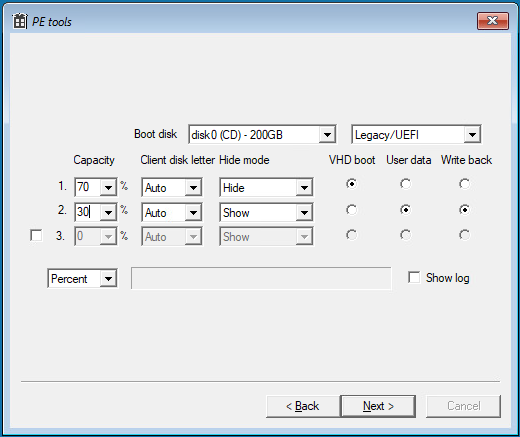 PE tools
Boot disk disk0 (CD) - 200GB Legacy/UEFI
Capacity Client disk letter Hide mode VHD boot User data Write back
1. 70 % Auto Hide
2. 30 % Auto Show
3. 0 % Auto Show
Percent Show log
< Back Next > Cancel